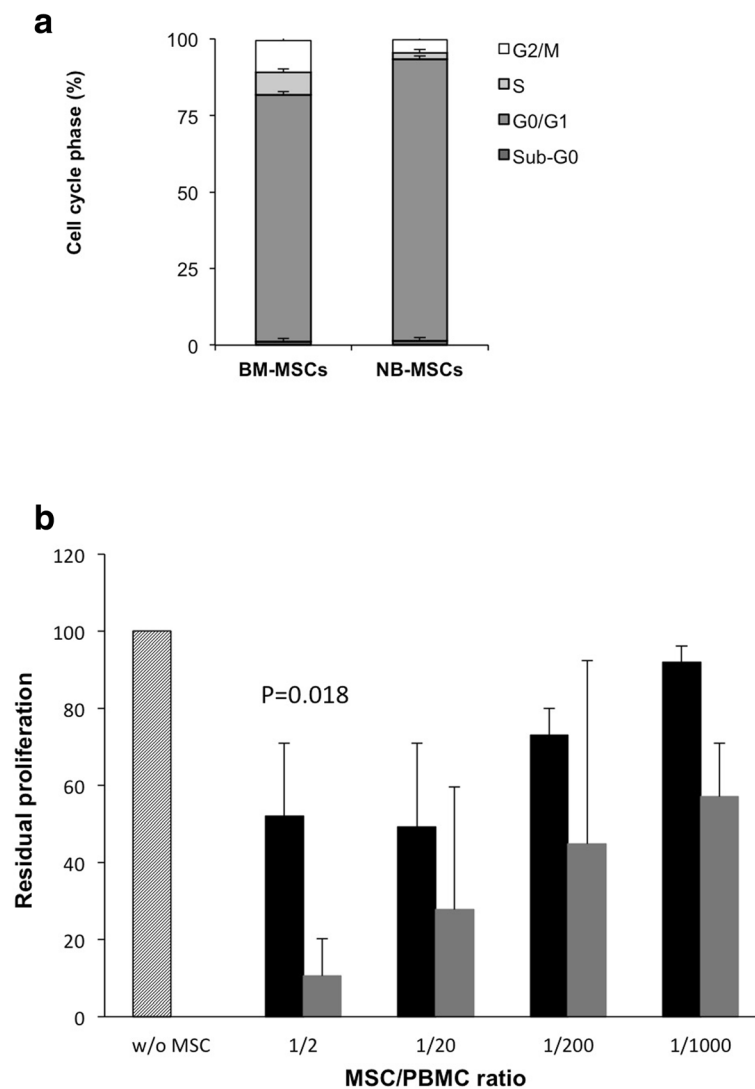 a
Cell cycle phase (%)
100
75
50
25
0
BM-MSCs
NB-MSCs
G2/M
S
G0/G1
Sub-G0
b
Residual proliferation
120
100
80
60
40
20
0
P=0.018
w/o MSC
1/2
1/20
1/200
1/1000
MSC/PBMC ratio